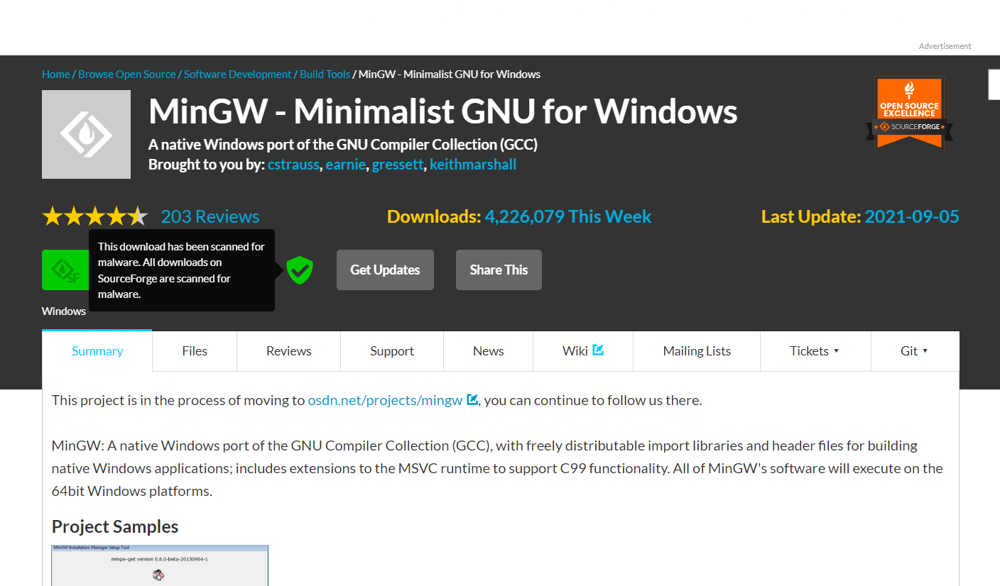 Advertisement
Home / Browse Open Source / Software Development / Build Tools / MinGW - Minimalist GNU for Windows
MinGW - Minimalist GNU for Windows
A native Windows port of the GNU Compiler Collection (GCC)
Brought to you by: cstrauss, earnie, gressett, keithmarshall
OPEN SOURCE
EXCELLENCE
SOURCEFORGE
203 Reviews
Downloads: 4,226,079 This Week
Last Update: 2021-09-05
This download has been scanned for
malware. All downloads on
SourceForge are scanned for
malware.
SF
Get Updates
Share This
Windows
Summary
Files
Reviews
Support
News
Wiki
Mailing Lists
Tickets
Git
This project is in the process of moving to osdn.net/projects/mingw, you can continue to follow us there.
MinGW: A native Windows port of the GNU Compiler Collection (GCC), with freely distributable import libraries and header files for building
native Windows applications; includes extensions to the MSVC runtime to support C99 functionality. All of MinGW's software will execute on the
64bit Windows platforms.
Project Samples
MinGW Installation Manager Setup Tool
mingw-get version 0.6.0-beta-20130904-1